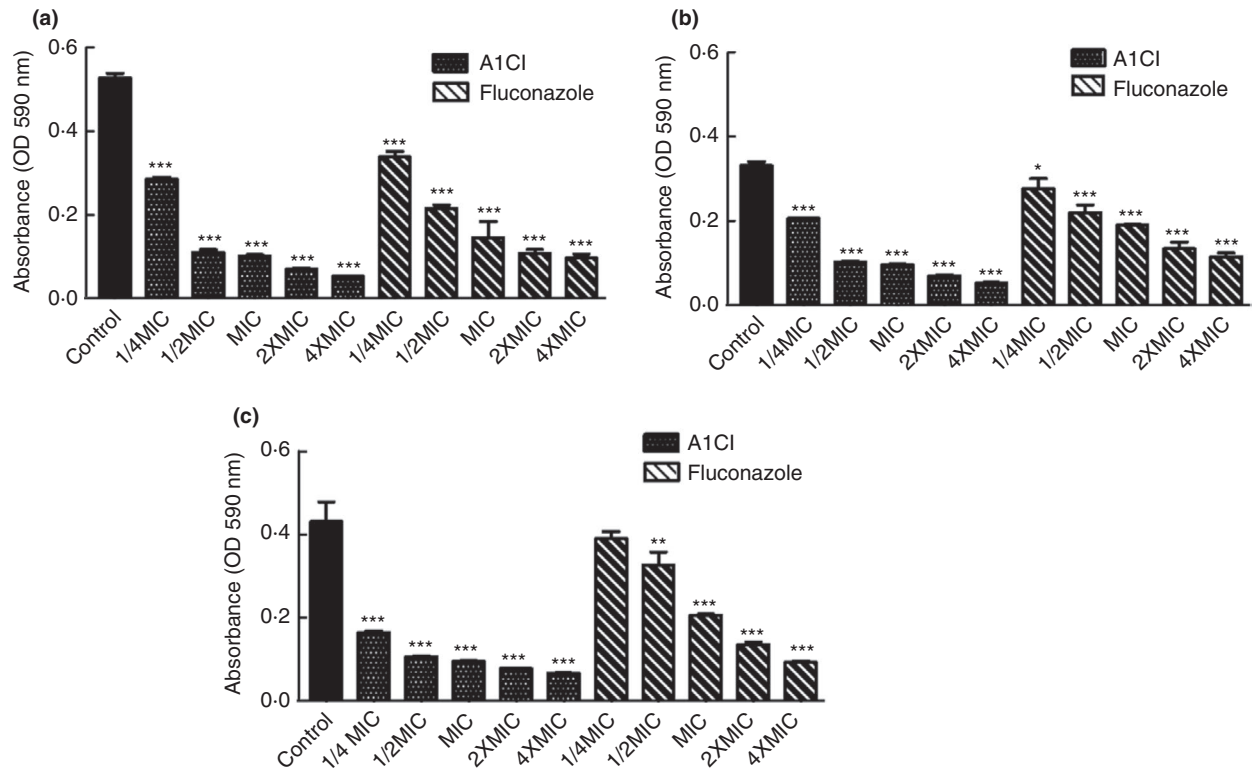 (a)
Absorbance (OD 590 nm)
0·6
0·4
0·2
0·0
A1Cl
Fluconazole
***
***
***
***
***
***
***
***
***
***
Control
1/4MIC
1/2MIC
MIC
2XMIC
4XMIC
1/4MIC
1/2MIC
MIC
2XMIC
4XMIC
(b)
Absorbance (OD 590 nm)
0·6
0·4
0·2
0·0
A1Cl
Fluconazole
***
***
***
***
***
*
***
***
***
***
Control
1/4MIC
1/2MIC
MIC
2XMIC
4XMIC
1/4MIC
1/2MIC
MIC
2XMIC
4XMIC
(c)
Absorbance (OD 590 nm)
0·6
0·4
0·2
0·0
A1Cl
Fluconazole
***
***
***
***
***
**
***
***
***
Control
1/4 MIC
1/2MIC
MIC
2XMIC
4XMIC
1/4MIC
1/2MIC
MIC
2XMIC
4XMIC